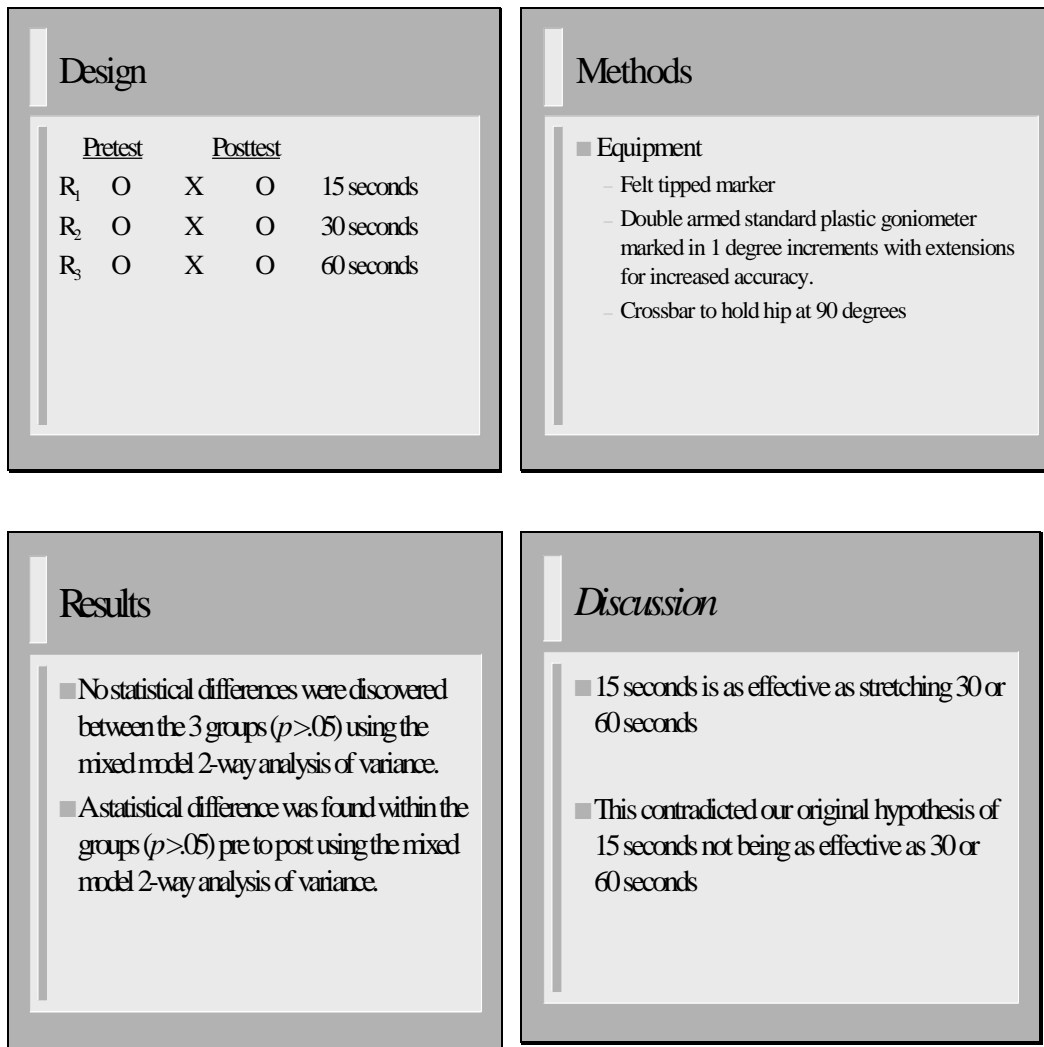 Design
Pretest Posttest
R1 O X O 15 seconds
R2 O X O 30 seconds
R3 O X O 60 seconds
Methods
Equipment
– Felt tipped marker
– Double armed standard plastic goniometer
marked in 1 degree increments with extensions
for increased accuracy.
– Crossbar to hold hip at 90 degrees
Results
No statistical differences were discovered
between the 3 groups (p >.05) using the
mixed model 2-way analysis of variance.
A statistical difference was found within the
groups (p >.05) pre to post using the mixed
model 2-way analysis of variance.
Discussion
15 seconds is as effective as stretching 30 or
60 seconds
This contradicted our original hypothesis of
15 seconds not being as effective as 30 or
60 seconds